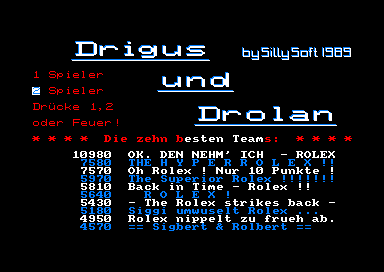 Drigus
by Silly Soft 1989
1 Spieler
und
2 Spieler
Drücke 1,2
Drolan
oder Feuer!
* * * * Die zehn besten Teams: * * * *
10980 OK, DEN NEHM' ICH - ROLEX
7580 THE H Y P E R R O L E X !!
7570 Oh Rolex ! Nur 10 Punkte !
5970 The Superior Rolex !!!!!!!
5810 Back in Time - Rolex !!
5640 R O L E X !
5430 - The Rolex strikes back -
5180 Siggi umwuselt Rolex ...
4950 Rolex nippelt zu frueh ab.
4570 == Sigbert & Rolbert ==